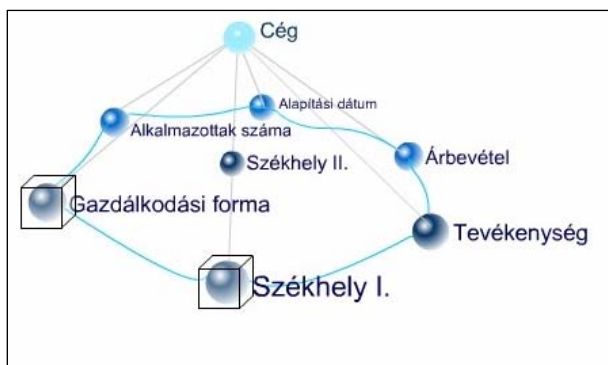 Cég
Alapítási dátum
Alkalmazottak száma
Székhely II.
Árbevétel
Gazdálkodási forma
Tevékenység
Székhely I.